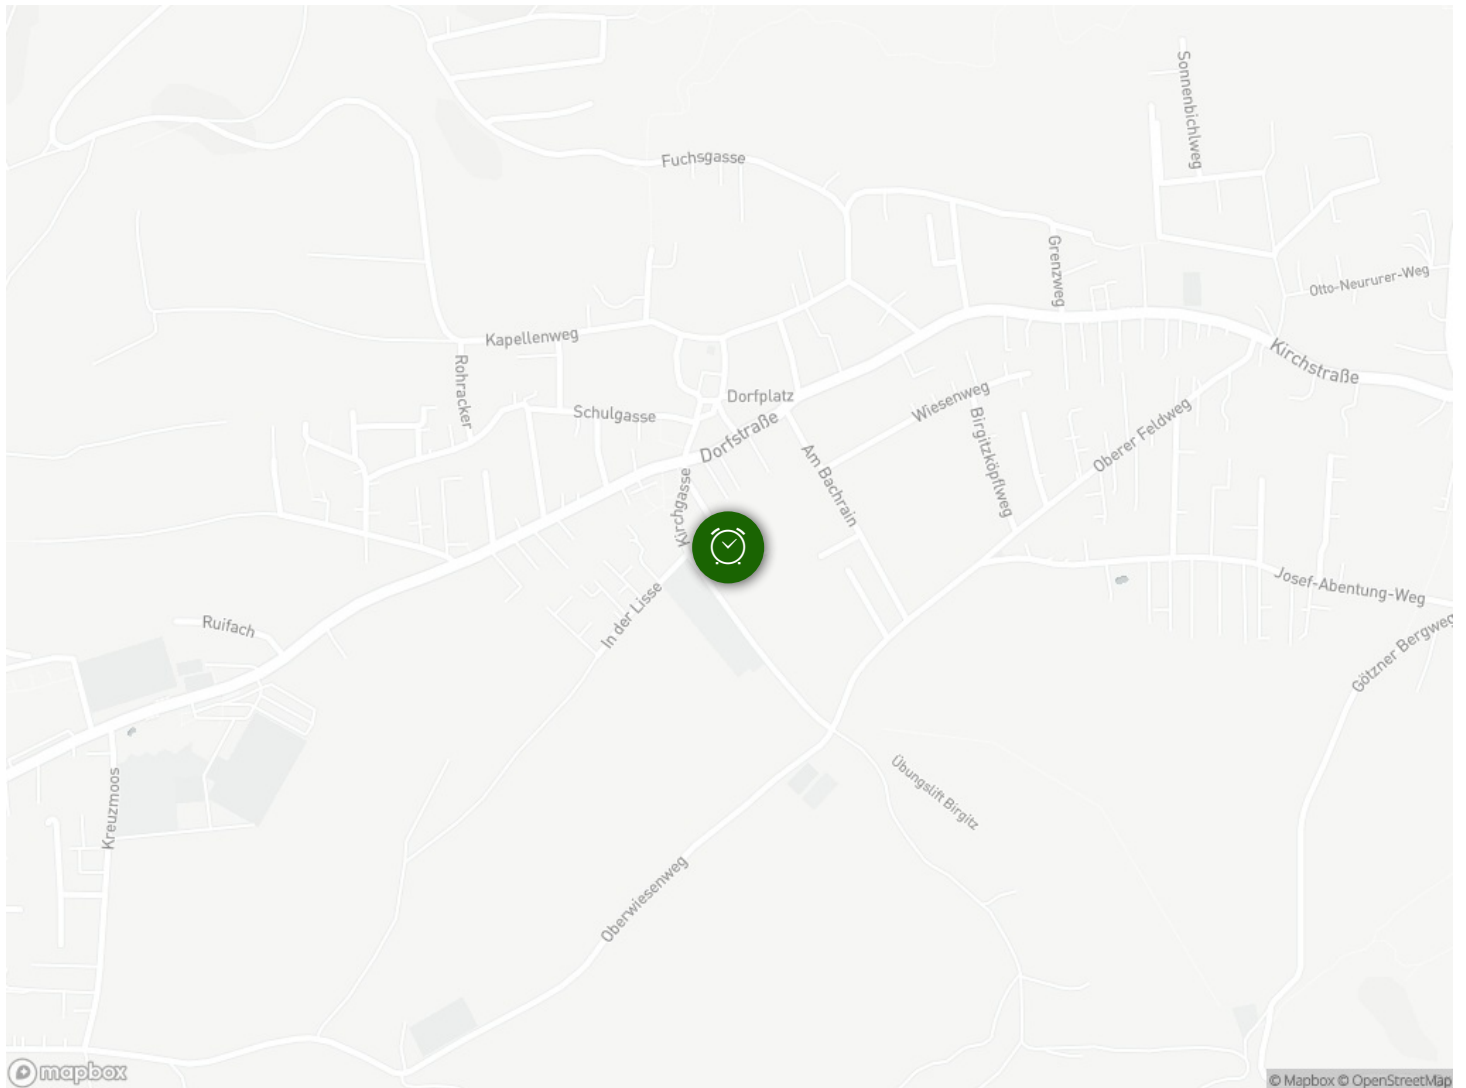 Sonnenbichlweg
Fuchsgasse
Grenzweg
Otto-Neururer-Weg
Kapellenweg
Kirchstraße
Rohracker
Dorfplatz
Wiesenweg
Schulgasse
Dorfstraße
Birgitzköpflweg
Oberer Feldweg
Am Bachrain
Kirchgasse
In der Lisse
Josef-Abentung-Weg
Ruifach
Götzner Bergweg
Kreuzmoos
Übungslift Birgitz
Oberwiesenweg
mapbox
© Mapbox © OpenStreetMap